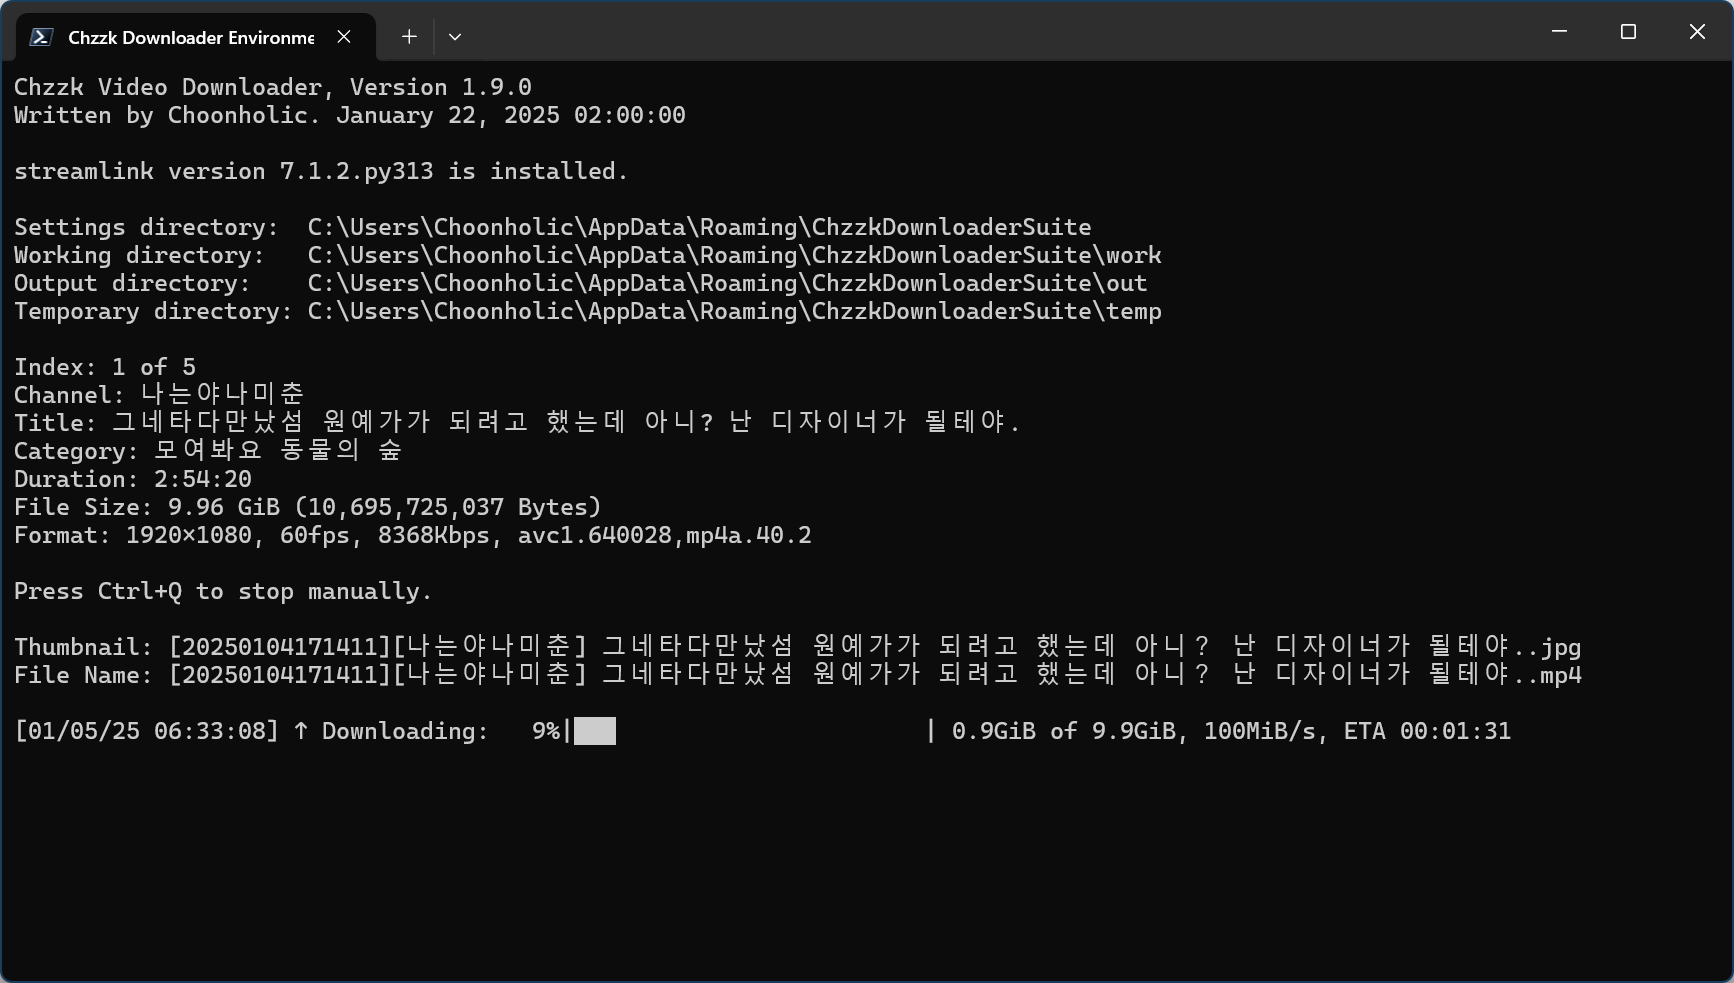 Chzzk Downloader Environme
Chzzk Video Downloader, Version 1.9.0
Written by Choonholic. January 22, 2025 02:00:00
streamlink version 7.1.2.py313 is installed.
Settings directory:  C:\Users\Choonholic\AppData\Roaming\ChzzkDownloaderSuite
Working directory:   C:\Users\Choonholic\AppData\Roaming\ChzzkDownloaderSuite\work
Output directory:    C:\Users\Choonholic\AppData\Roaming\ChzzkDownloaderSuite\out
Temporary directory: C:\Users\Choonholic\AppData\Roaming\ChzzkDownloaderSuite\temp
Index: 1 of 5
Channel: 나는야나미춘
Title: 그네타다만났섬 원예가가 되려고 했는데 아니? 난 디자이너가 될테야.
Category: 모여봐요 동물의 숲
Duration: 2:54:20
File Size: 9.96 GiB (10,695,725,037 Bytes)
Format: 1920×1080, 60fps, 8368Kbps, avc1.640028,mp4a.40.2
Press Ctrl+Q to stop manually.
Thumbnail: [20250104171411][나는야나미춘] 그네타다만났섬 원예가가 되려고 했는데 아니？ 난 디자이너가 될테야..jpg
File Name: [20250104171411][나는야나미춘] 그네타다만났섬 원예가가 되려고 했는데 아니？ 난 디자이너가 될테야..mp4
[01/05/25 06:33:08] ↑ Downloading:   9%|   | 0.9GiB of 9.9GiB, 100MiB/s, ETA 00:01:31